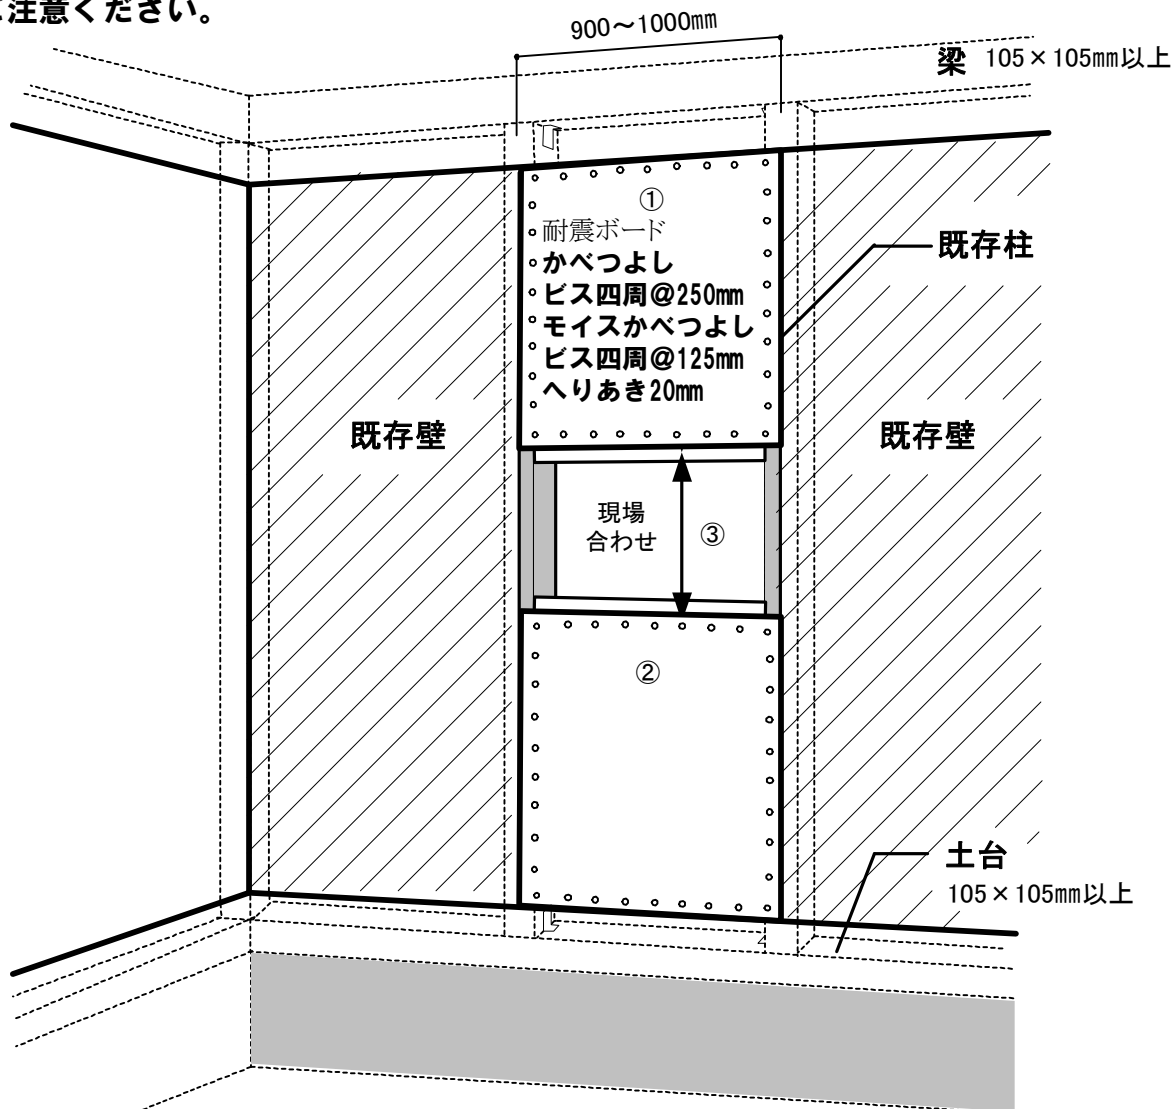 ご注意ください。
900～1000㎜
梁 105×105㎜以上
①
耐震ボード
かべつよし
ビス四周@250㎜
モイスかべつよし
ビス四周@125㎜
へりあき20㎜
既存柱
既存壁
既存壁
現場
合わせ
③
②
土台
105×105㎜以上